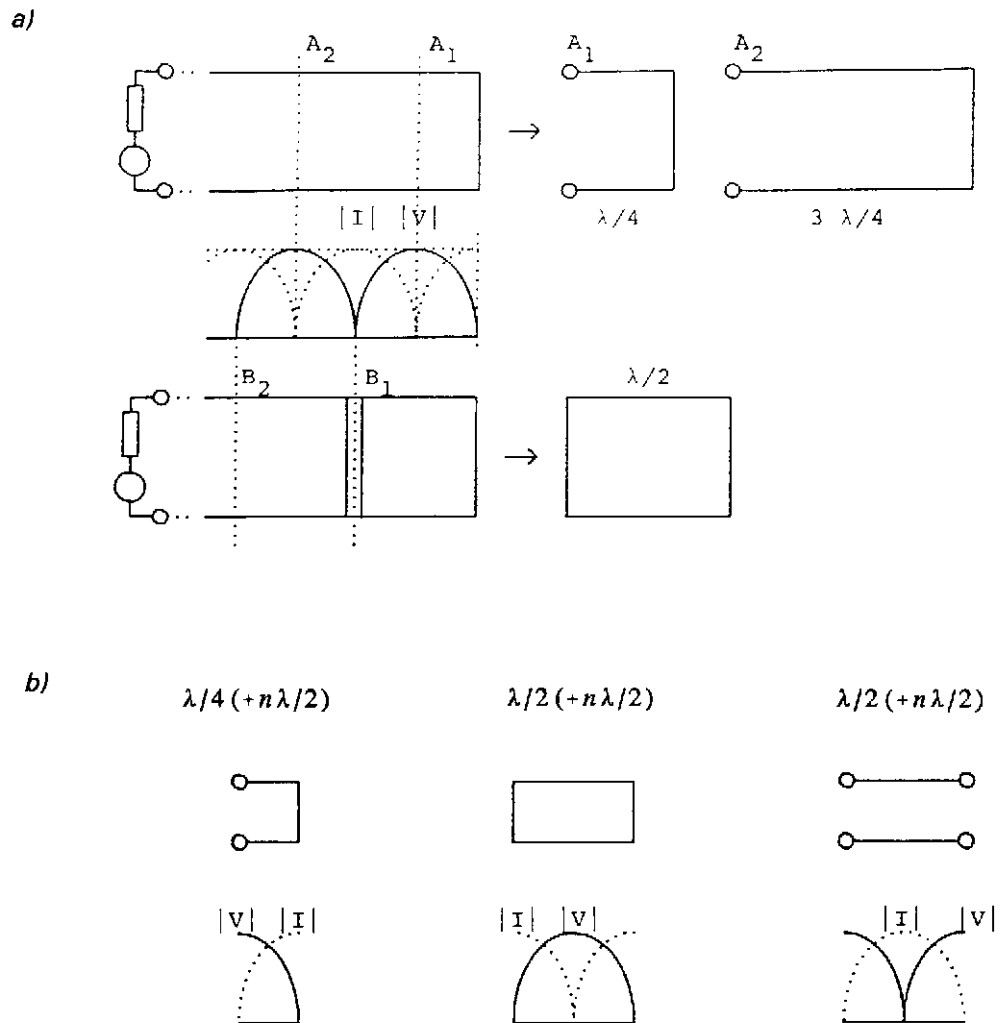 a)
A2 A1 A1 A2
→
λ/4 3 λ/4
|I| |V|
B2 B1 λ/2
→
b)
λ/4 (+nλ/2) λ/2 (+nλ/2) λ/2 (+nλ/2)
|V| |I| |I| |V| |I| |V|